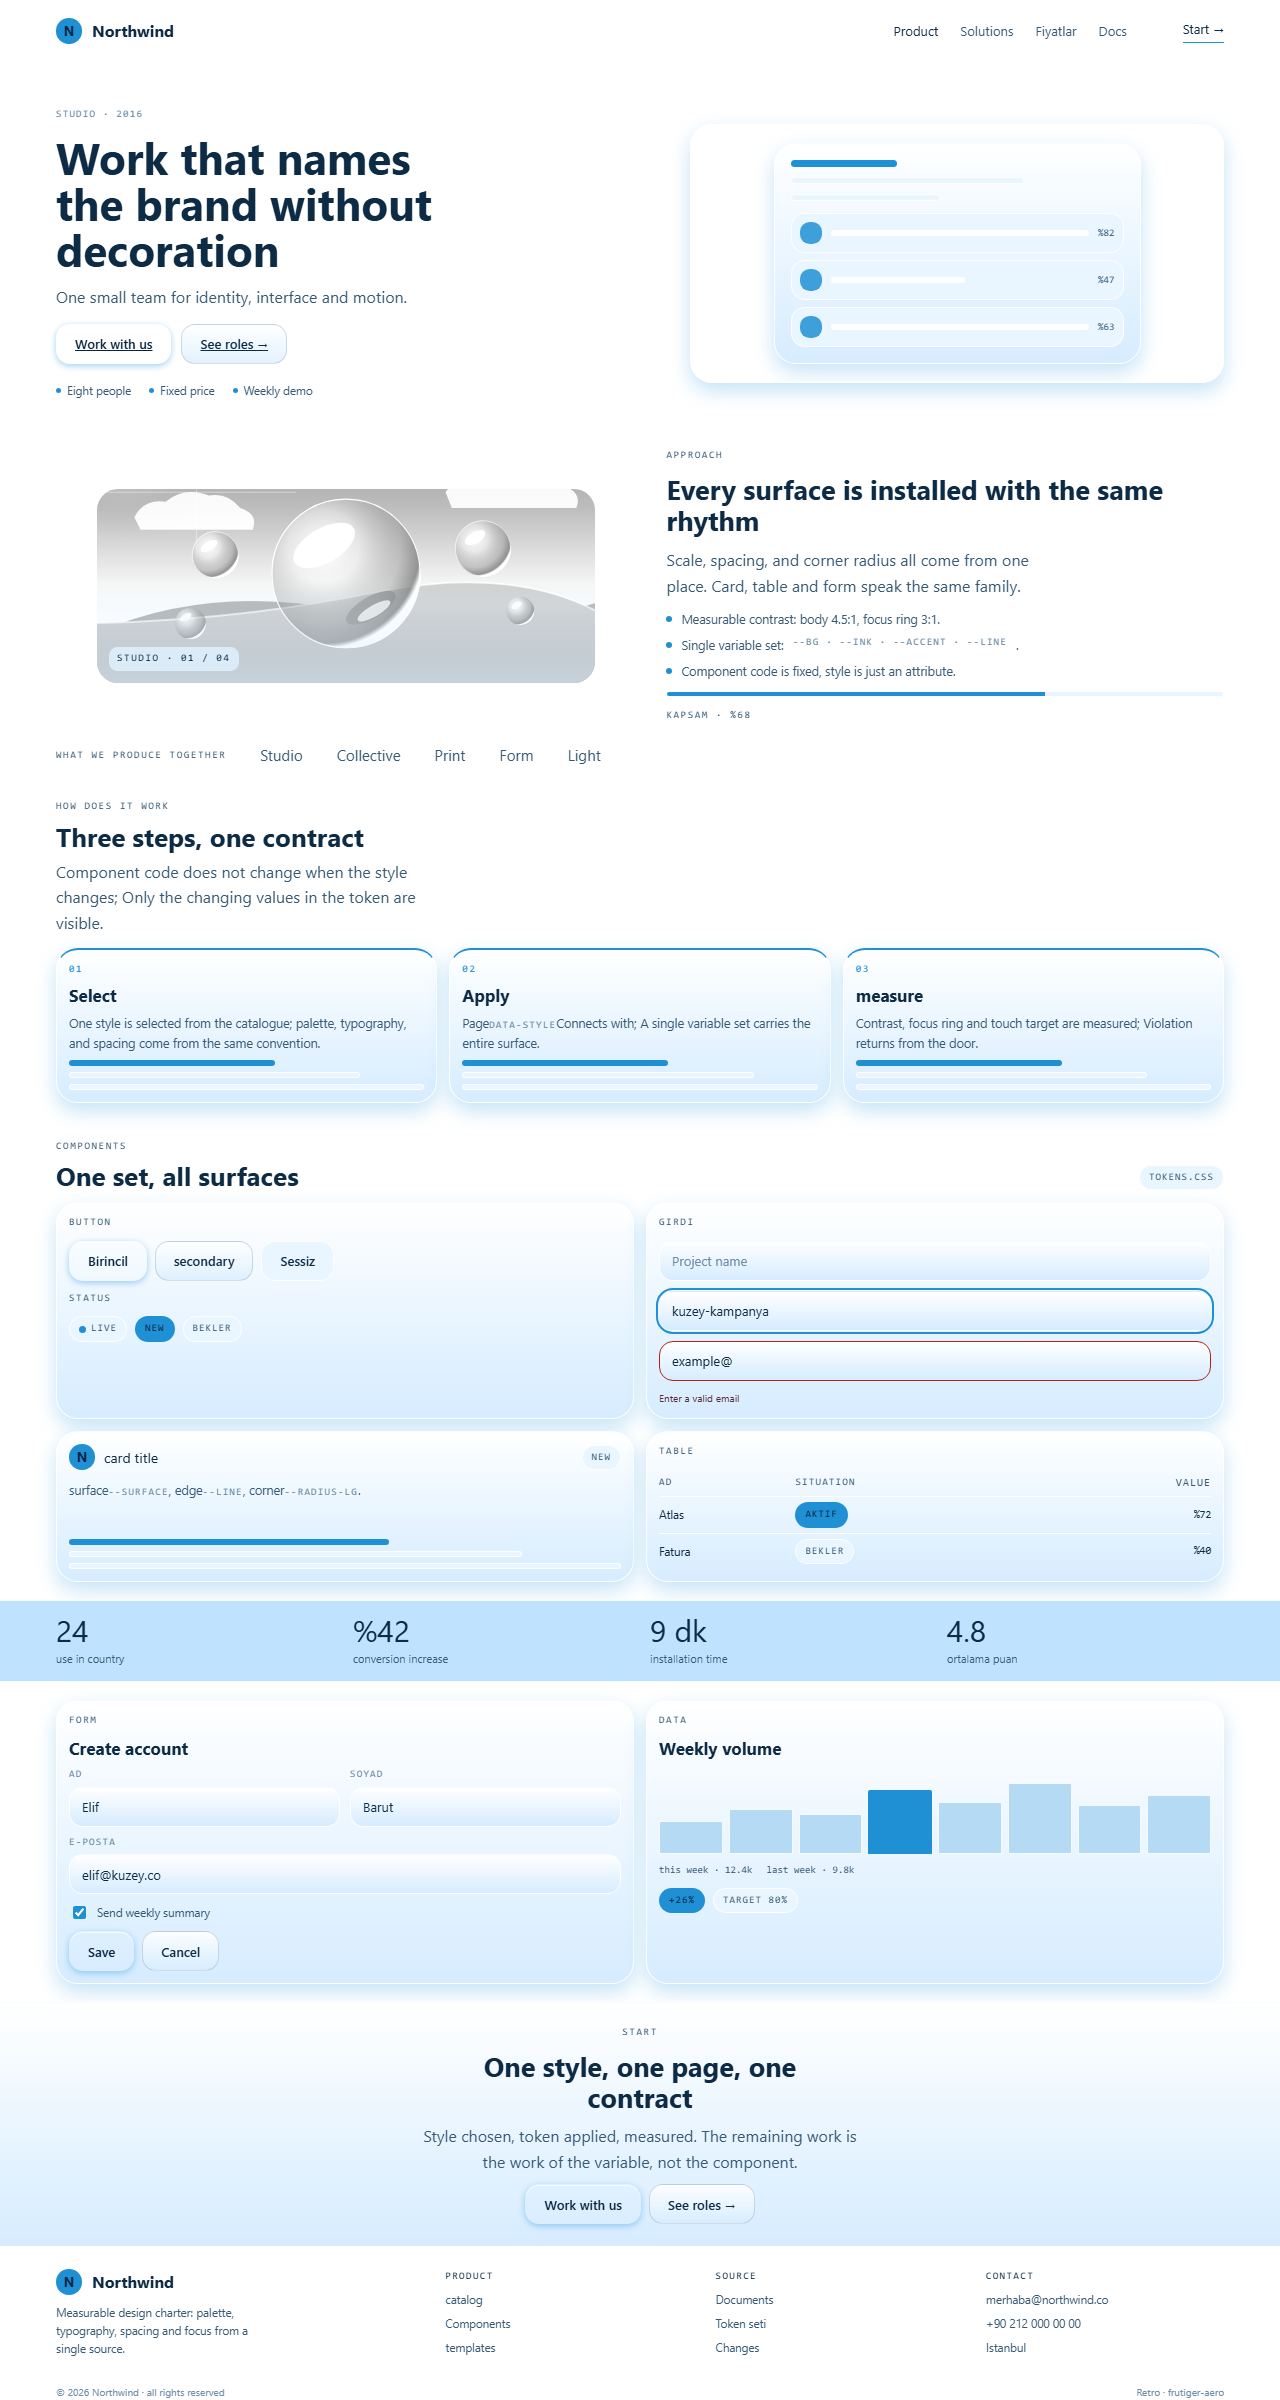 N Northwind
Product Solutions Fiyatlar Docs Start →
STUDIO · 2016
Work that names
the brand without
decoration
One small team for identity, interface and motion.
Work with us See roles →
Eight people Fixed price Weekly demo
%82
%47
%63
STUDIO · 01 / 04
APPROACH
Every surface is installed with the same
rhythm
Scale, spacing, and corner radius all come from one
place. Card, table and form speak the same family.
Measurable contrast: body 4.5:1, focus ring 3:1.
Single variable set: --BG · --INK · --ACCENT · --LINE .
Component code is fixed, style is just an attribute.
KAPSAM · %68
WHAT WE PRODUCE TOGETHER Studio Collective Print Form Light
HOW DOES IT WORK
Three steps, one contract
Component code does not change when the style
changes; Only the changing values in the token are
visible.
01
Select
One style is selected from the catalogue; palette, typography,
and spacing come from the same convention.
02
Apply
PageDATA-STYLEConnects with; A single variable set carries the
entire surface.
03
measure
Contrast, focus ring and touch target are measured; Violation
returns from the door.
COMPONENTS
One set, all surfaces
TOKENS.CSS
BUTTON
Birincil secondary Sessiz
STATUS
LIVE NEW BEKLER
GIRDI
Project name
kuzey-kampanya
example@
Enter a valid email
N card title NEW
surface--SURFACE, edge--LINE, corner--RADIUS-LG.
TABLE
AD SITUATION VALUE
Atlas AKTIF %72
Fatura BEKLER %40
24
use in country
%42
conversion increase
9 dk
installation time
4.8
ortalama puan
FORM
Create account
AD SOYAD
Elif Barut
E-POSTA
elif@kuzey.co
Send weekly summary
Save Cancel
DATA
Weekly volume
this week · 12.4k last week · 9.8k
+26% TARGET 80%
START
One style, one page, one
contract
Style chosen, token applied, measured. The remaining work is
the work of the variable, not the component.
Work with us See roles →
N Northwind
Measurable design charter: palette,
typography, spacing and focus from a
single source.
PRODUCT
catalog
Components
templates
SOURCE
Documents
Token seti
Changes
CONTACT
merhaba@northwind.co
+90 212 000 00 00
Istanbul
© 2026 Northwind · all rights reserved
Retro · frutiger-aero